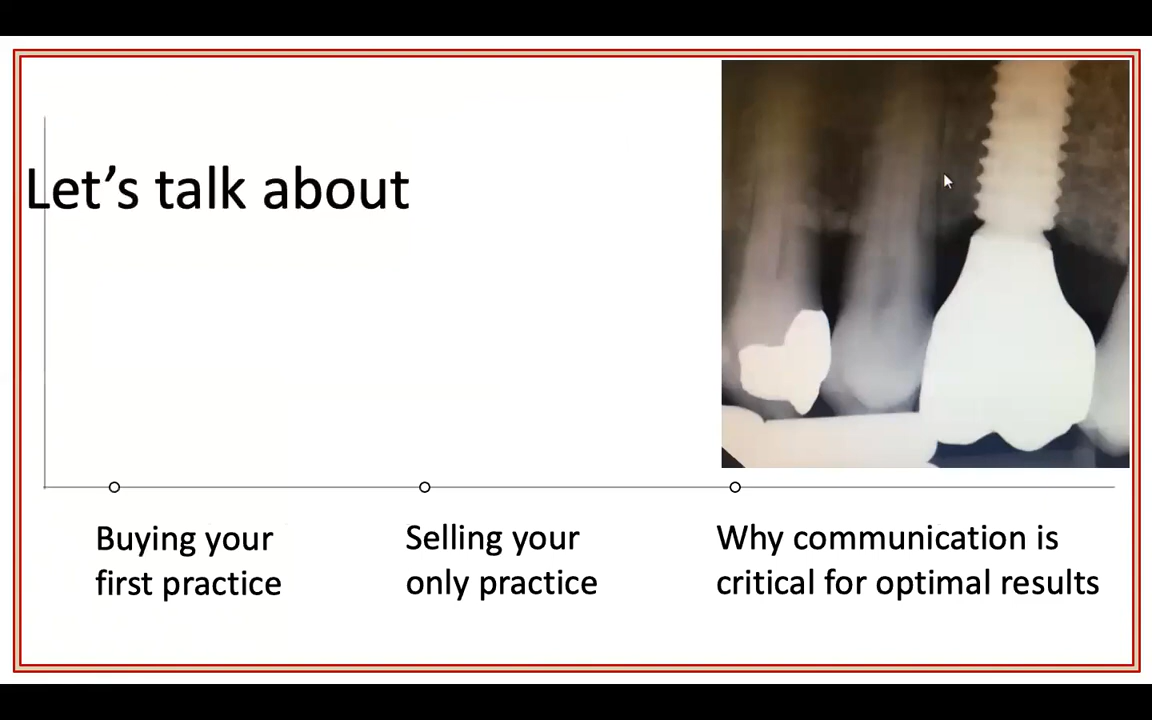 Let’s talk about
Buying your
first practice
Selling your
only practice
Why communication is
critical for optimal results